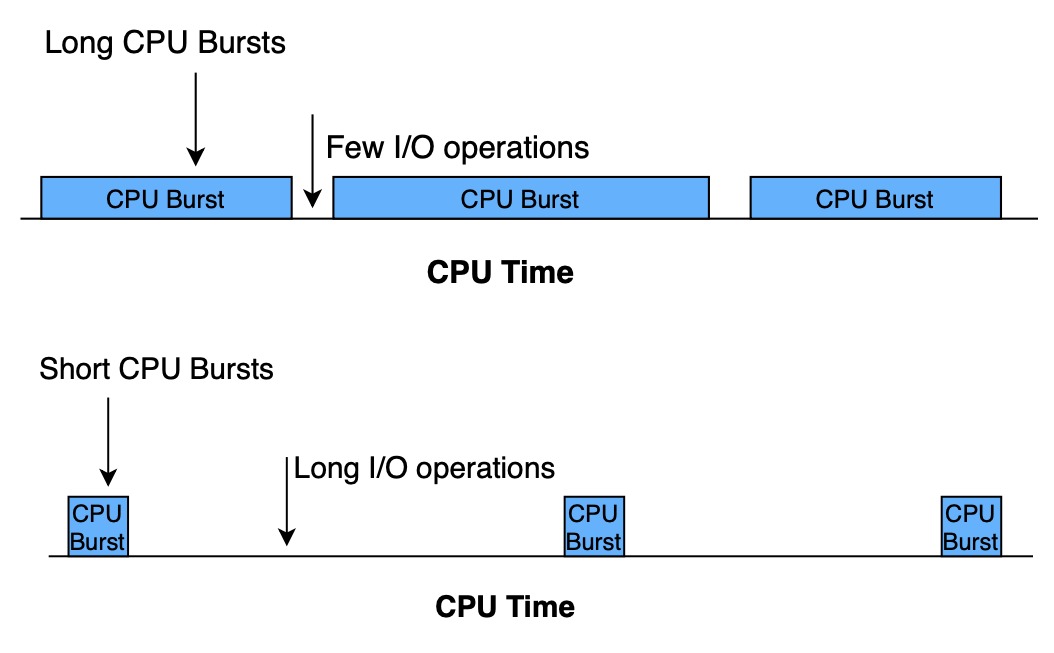 Long CPU Bursts
Few I/O operations
CPU Burst
CPU Burst
CPU Burst
CPU Time
Short CPU Bursts
Long I/O operations
CPU
Burst
CPU
Burst
CPU
Burst
CPU Time